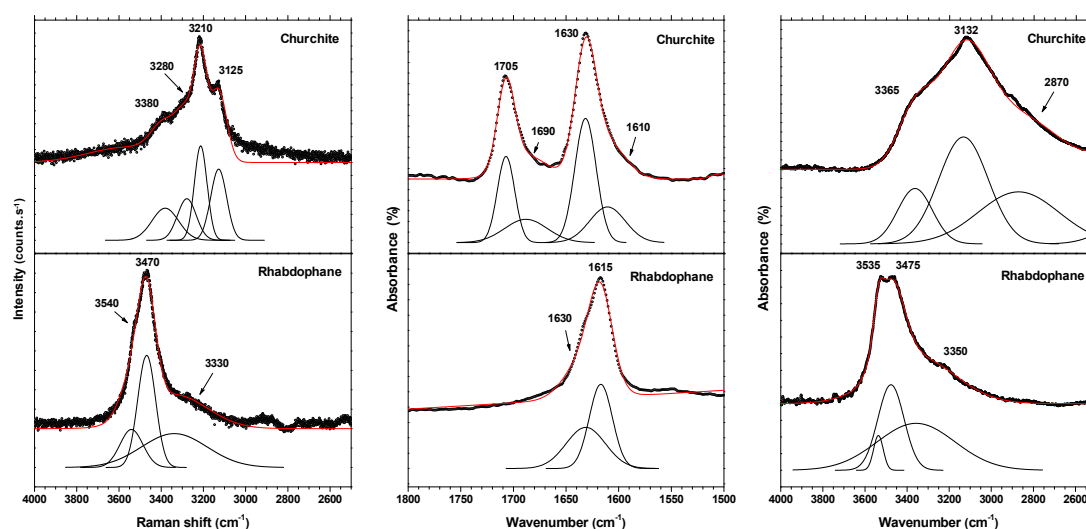 Churchite
3210
3280
3125
3380
Rhabdophane
3470
3540
3330
4000 3800 3600 3400 3200 3000 2800 2600
Raman shift (cm-1)
Intensity (counts.s-1)
Churchite
1630
1705
1690
1610
Rhabdophane
1615
1630
1800 1750 1700 1650 1600 1550 1500
Wavenumber (cm-1)
Absorbance (%)
Churchite
3132
3365
2870
Rhabdophane
3535 3475
3350
4000 3800 3600 3400 3200 3000 2800 2600
Wavenumber (cm-1)
Absorbance (%)